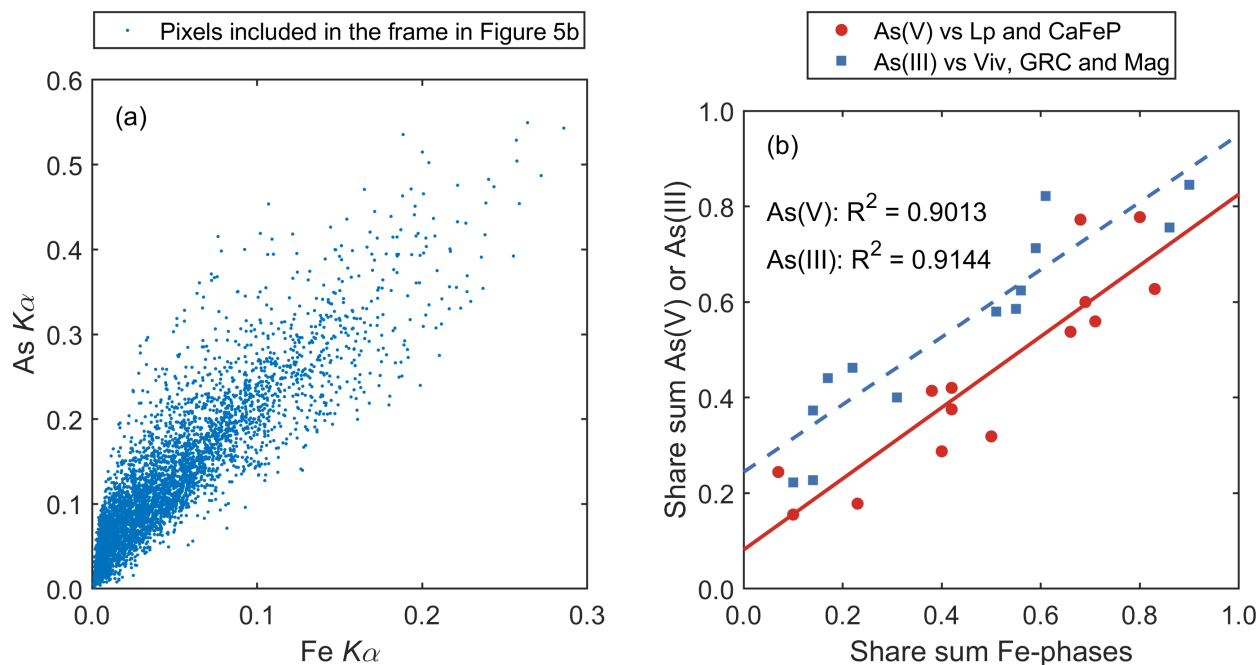 Pixels included in the frame in Figure 5b
(a)
As Kα
0.6
0.5
0.4
0.3
0.2
0.1
0.0
0.0 0.1 0.2 0.3
Fe Kα
As(V) vs Lp and CaFeP
As(III) vs Viv, GRC and Mag
(b)
As(V): R² = 0.9013
As(III): R² = 0.9144
Share sum As(V) or As(III)
1.0
0.8
0.6
0.4
0.2
0.0
0.0 0.2 0.4 0.6 0.8 1.0
Share sum Fe-phases